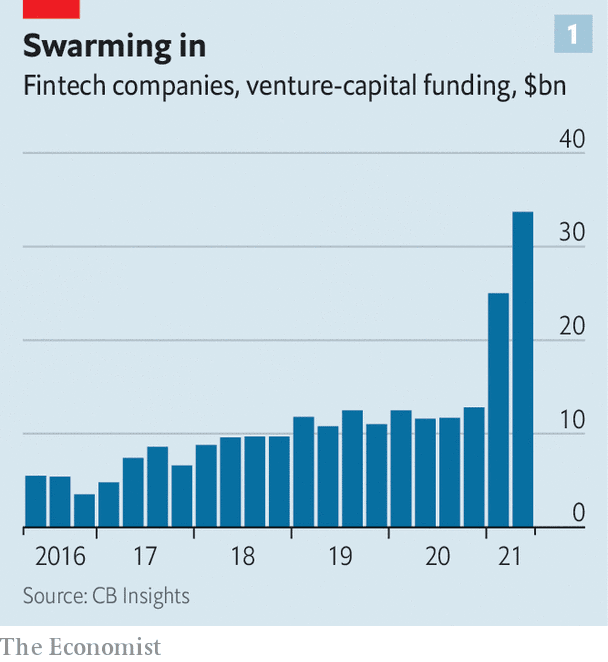 1
Swarming in
Fintech companies, venture-capital funding, $bn
40
30
20
10
0
2016 17 18 19 20 21
Source: CB Insights
The Economist